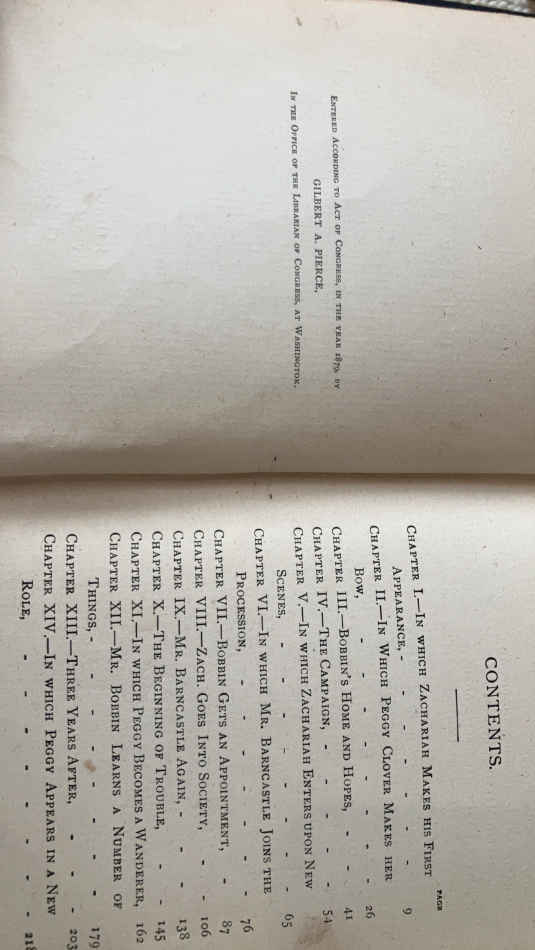 Entered According to Act of Congress, in the year 1879, by
GILBERT A. PIERCE,
In the Office of the Librarian of Congress, at Washington.
CONTENTS.
PAGE
Chapter I.—In which Zachariah Makes his First
Appearance, - - - - - - 9
Chapter II.—In Which Peggy Clover Makes her
Bow, - - - - - - - 26
Chapter III.—Bobbin's Home and Hopes, - - 41
Chapter IV.—The Campaign, - - - - 54
Chapter V.—In which Zachariah Enters upon New
Scenes, - - - - - - - 65
Chapter VI.—In which Mr. Barncastle Joins the
Procession, - - - - - - 76
Chapter VII.—Bobbin Gets an Appointment, - 87
Chapter VIII.—Zach. Goes Into Society, - - 106
Chapter IX.—Mr. Barncastle Again, - - - 138
Chapter X.—The Beginning of Trouble, - - 145
Chapter XI.—In which Peggy Becomes a Wanderer, 162
Chapter XII.—Mr. Bobbin Learns a Number of
Things, - - - - - - - 179
Chapter XIII.—Three Years After, - - - 203
Chapter XIV.—In which Peggy Appears in a New
Role, - - - - - - - - 218